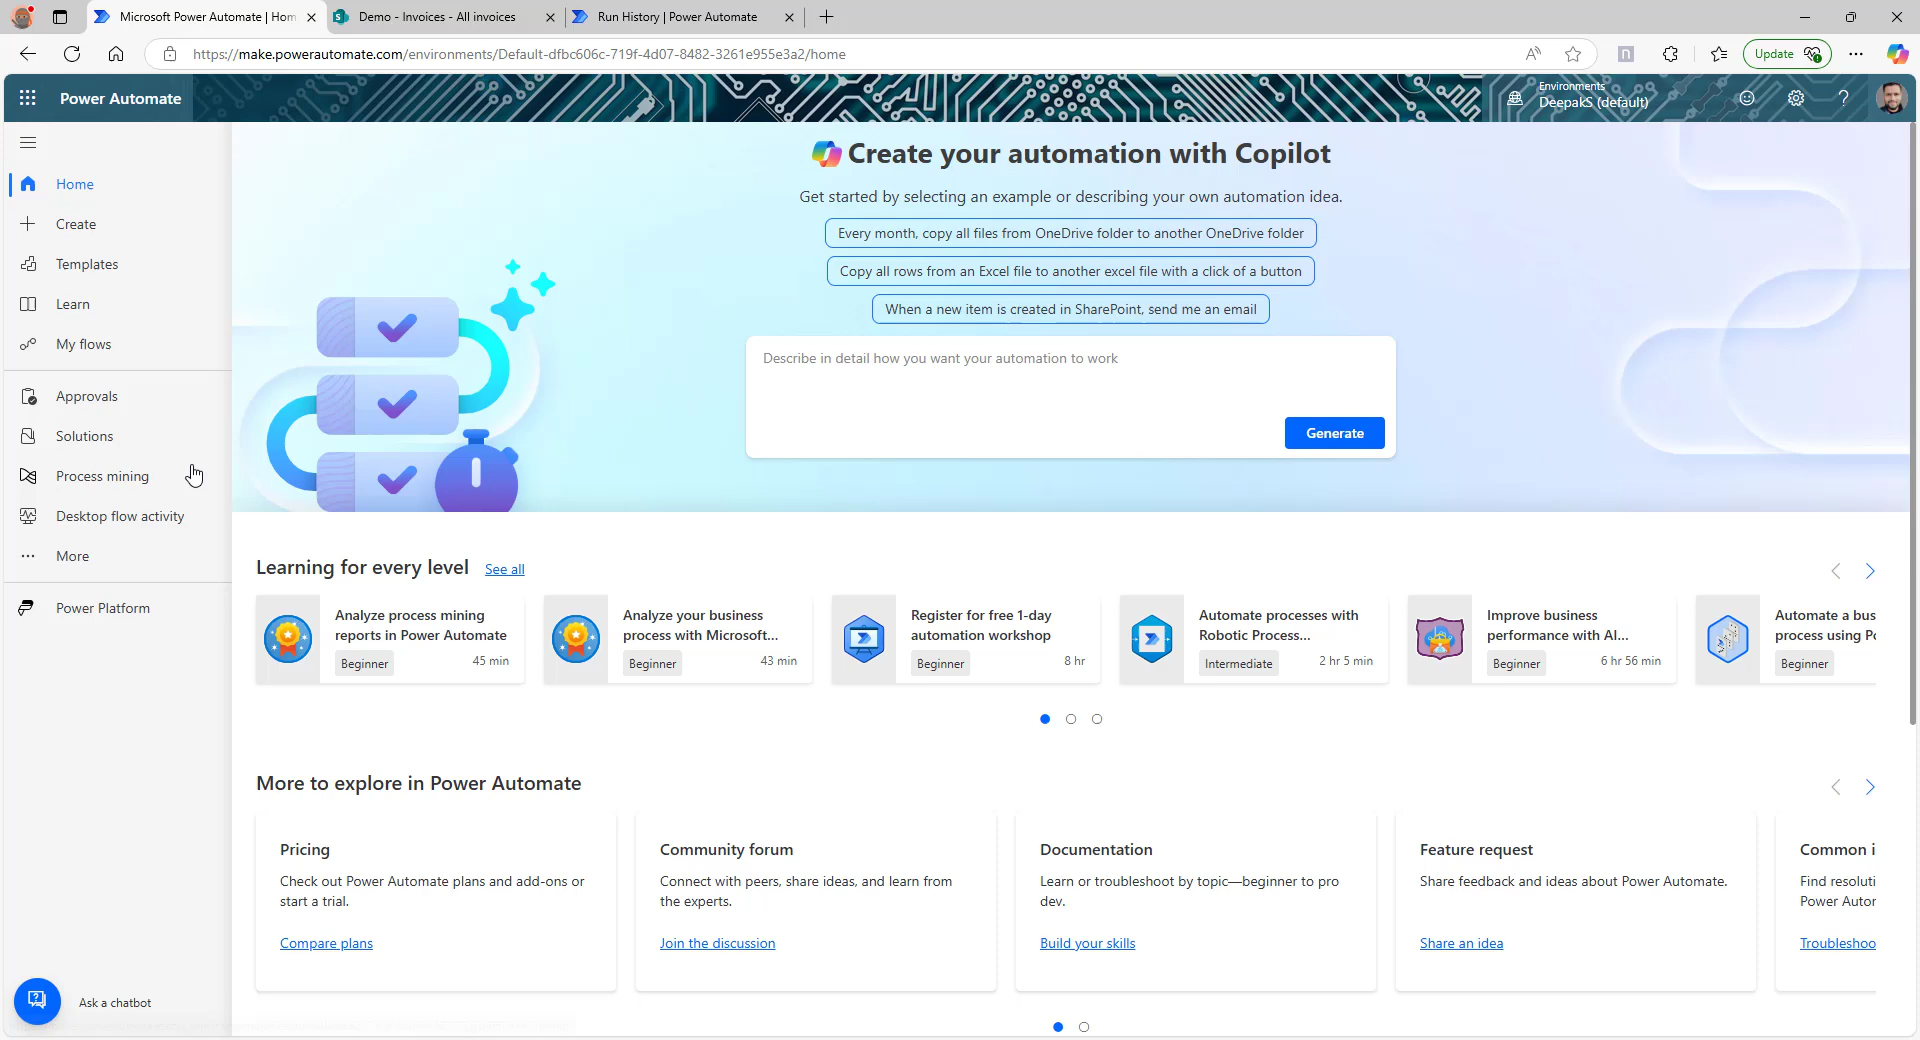 Microsoft Power Automate | Hom
Demo - Invoices - All invoices
Run History | Power Automate
https://make.powerautomate.com/environments/Default-dfbc606c-719f-4d07-8482-3261e955e3a2/home
Update
Power Automate
Environments
DeepakS (default)
Home
Create
Templates
Learn
My flows
Approvals
Solutions
Process mining
Desktop flow activity
More
Power Platform
Ask a chatbot
Create your automation with Copilot
Get started by selecting an example or describing your own automation idea.
Every month, copy all files from OneDrive folder to another OneDrive folder
Copy all rows from an Excel file to another excel file with a click of a button
When a new item is created in SharePoint, send me an email
Describe in detail how you want your automation to work
Generate
Learning for every level See all
Analyze process mining
reports in Power Automate
Beginner 45 min
Analyze your business
process with Microsoft...
Beginner 43 min
Register for free 1-day
automation workshop
Beginner 8 hr
Automate processes with
Robotic Process...
Intermediate 2 hr 5 min
Improve business
performance with AI...
Beginner 6 hr 56 min
Automate a bus
process using Po
Beginner
More to explore in Power Automate
Pricing
Check out Power Automate plans and add-ons or
start a trial.
Compare plans
Community forum
Connect with peers, share ideas, and learn from
the experts.
Join the discussion
Documentation
Learn or troubleshoot by topic—beginner to pro
dev.
Build your skills
Feature request
Share feedback and ideas about Power Automate.
Share an idea
Common i
Find resoluti
Power Autor
Troubleshoo